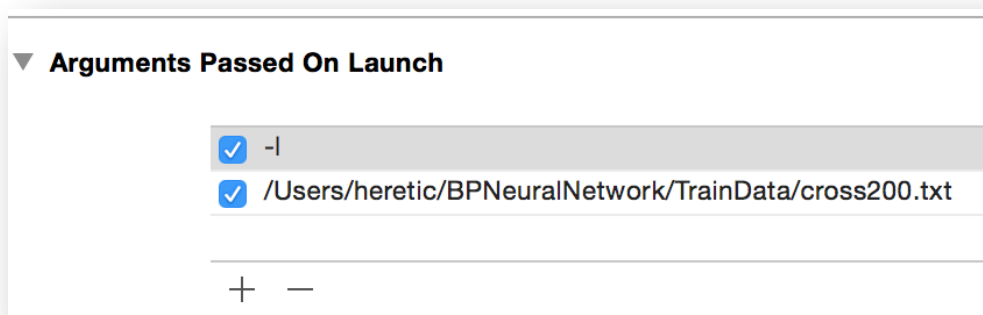 Arguments Passed On Launch
-l
/Users/heretic/BPNeuralNetwork/TrainData/cross200.txt